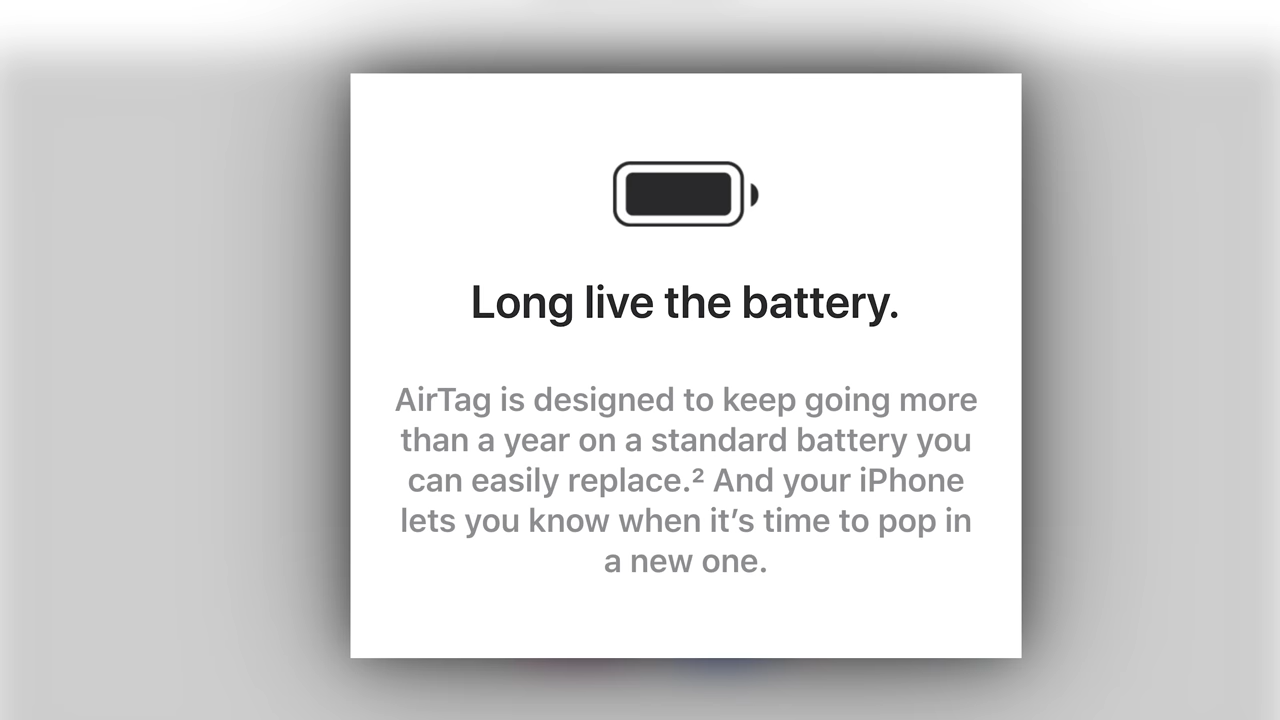 Long live the battery.
AirTag is designed to keep going more
than a year on a standard battery you
can easily replace.² And your iPhone
lets you know when it’s time to pop in
a new one.